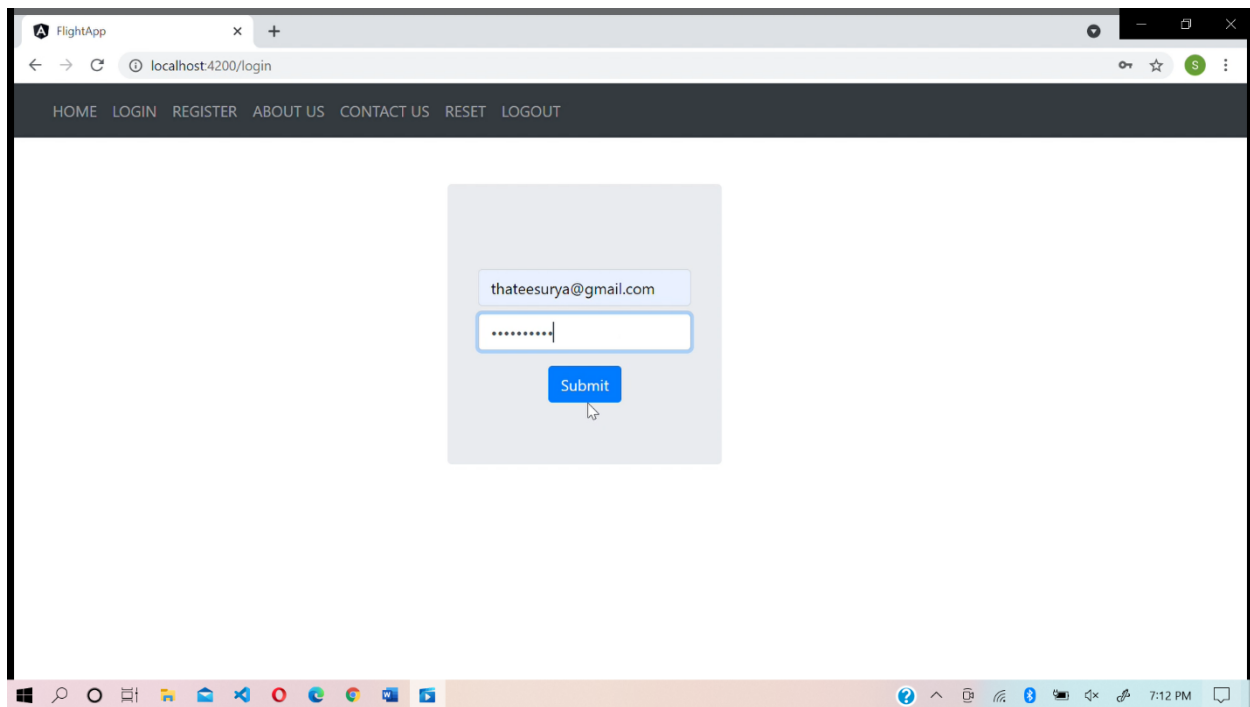 FlightApp
localhost:4200/login
S
HOME LOGIN REGISTER ABOUT US CONTACT US RESET LOGOUT
thateesurya@gmail.com
••••••••••
Submit
7:12 PM